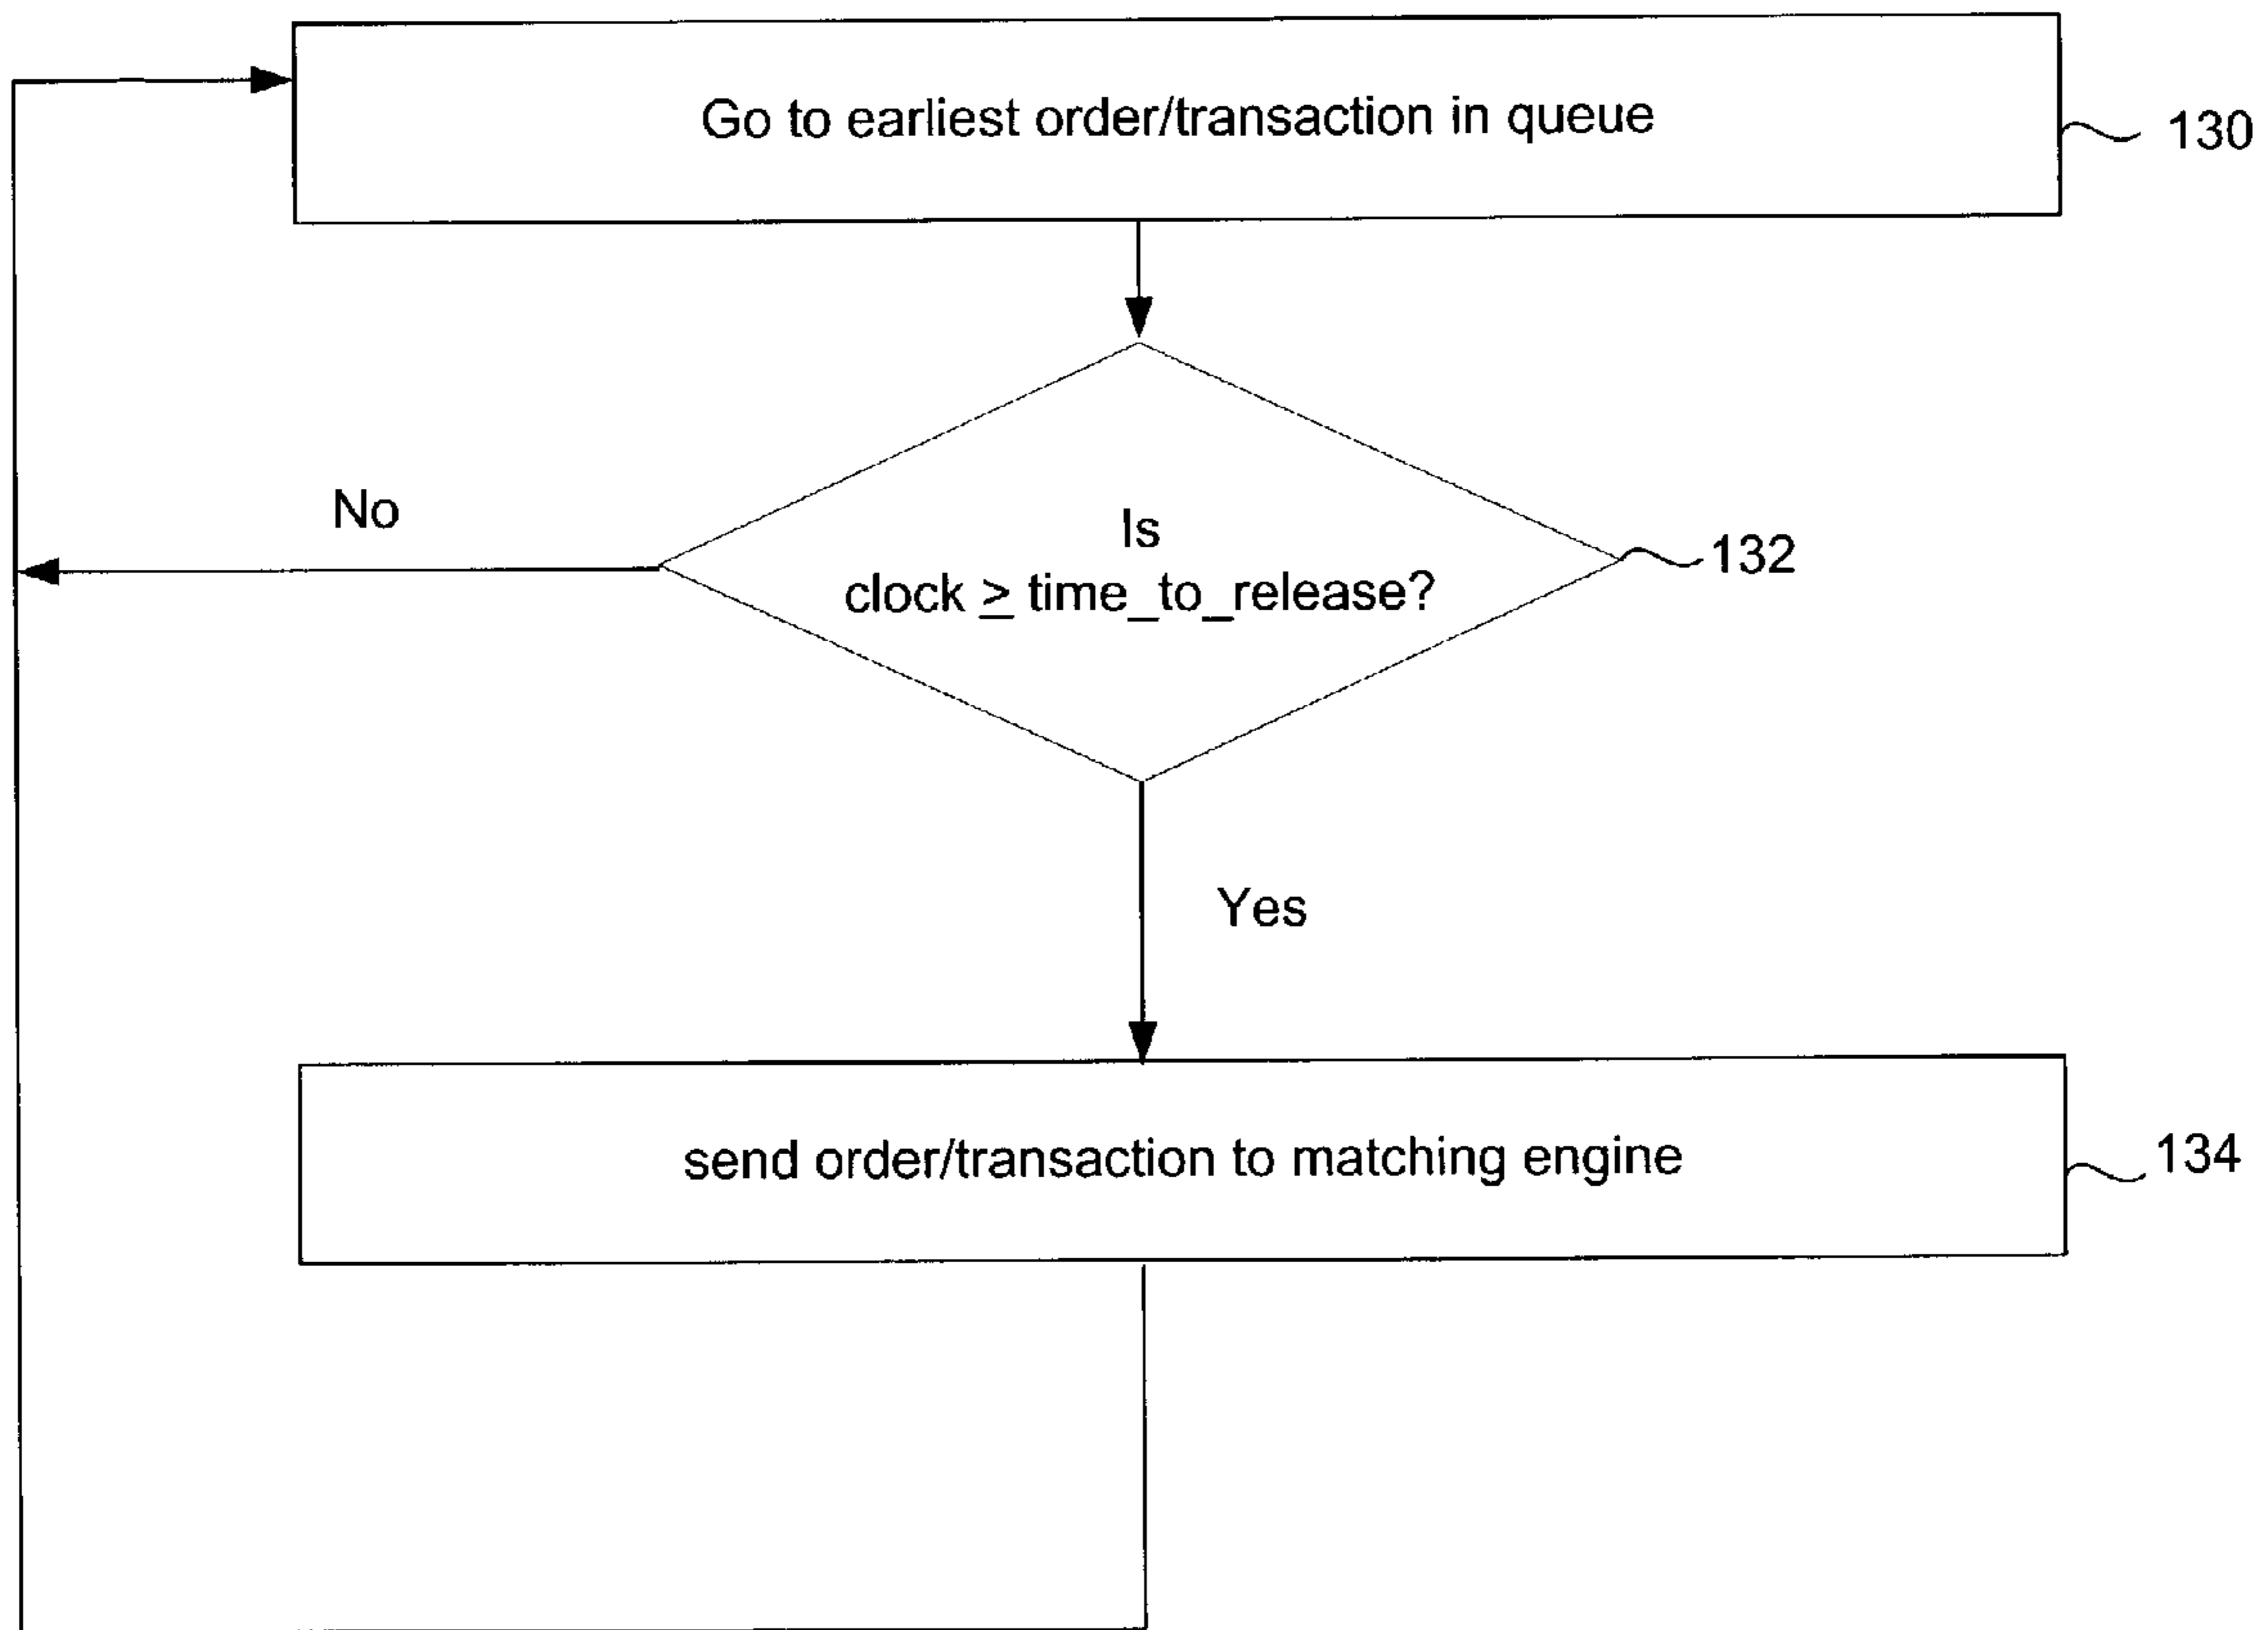 Go to earliest order/transaction in queue
130
No
Is
clock ≥ time_to_release?
132
Yes
send order/transaction to matching engine
134